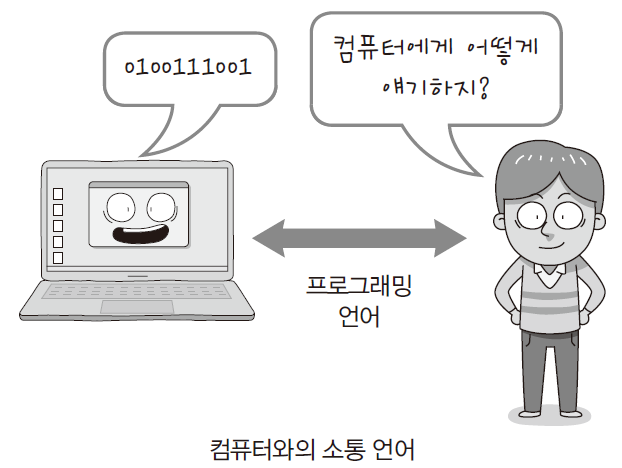 0100111001
컴퓨터에게 어떻게
얘기하지?
프로그래밍
언어
컴퓨터와의 소통 언어